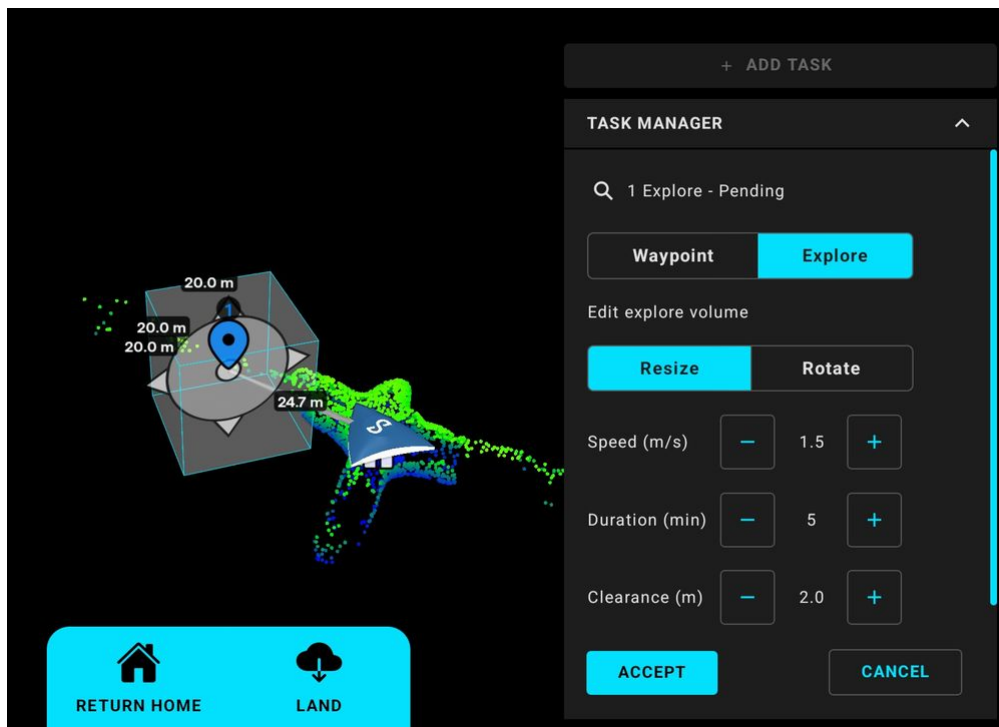 + ADD TASK
TASK MANAGER
1 Explore - Pending
Waypoint
Explore
Edit explore volume
Resize
Rotate
Speed (m/s)
−
1.5
+
Duration (min)
−
5
+
Clearance (m)
−
2.0
+
ACCEPT
CANCEL
20.0 m
1
20.0 m
20.0 m
24.7 m
S
RETURN HOME
LAND